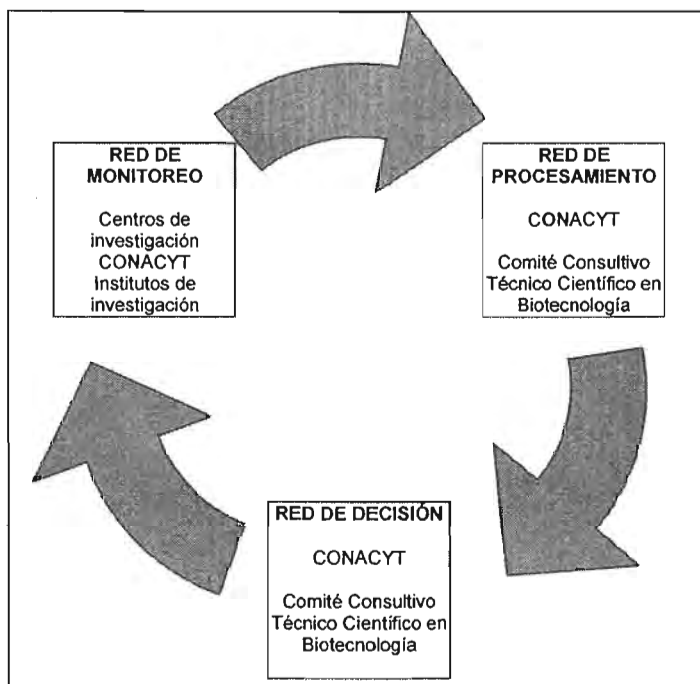 RED DE
MONITOREO
Centros de
investigación
CONACYT
Institutos de
investigación
RED DE
PROCESAMIENTO
CONACYT
Comité Consultivo
Técnico Científico en
Biotecnología
RED DE DECISIÓN
CONACYT
Comité Consultivo
Técnico Científico en
Biotecnología